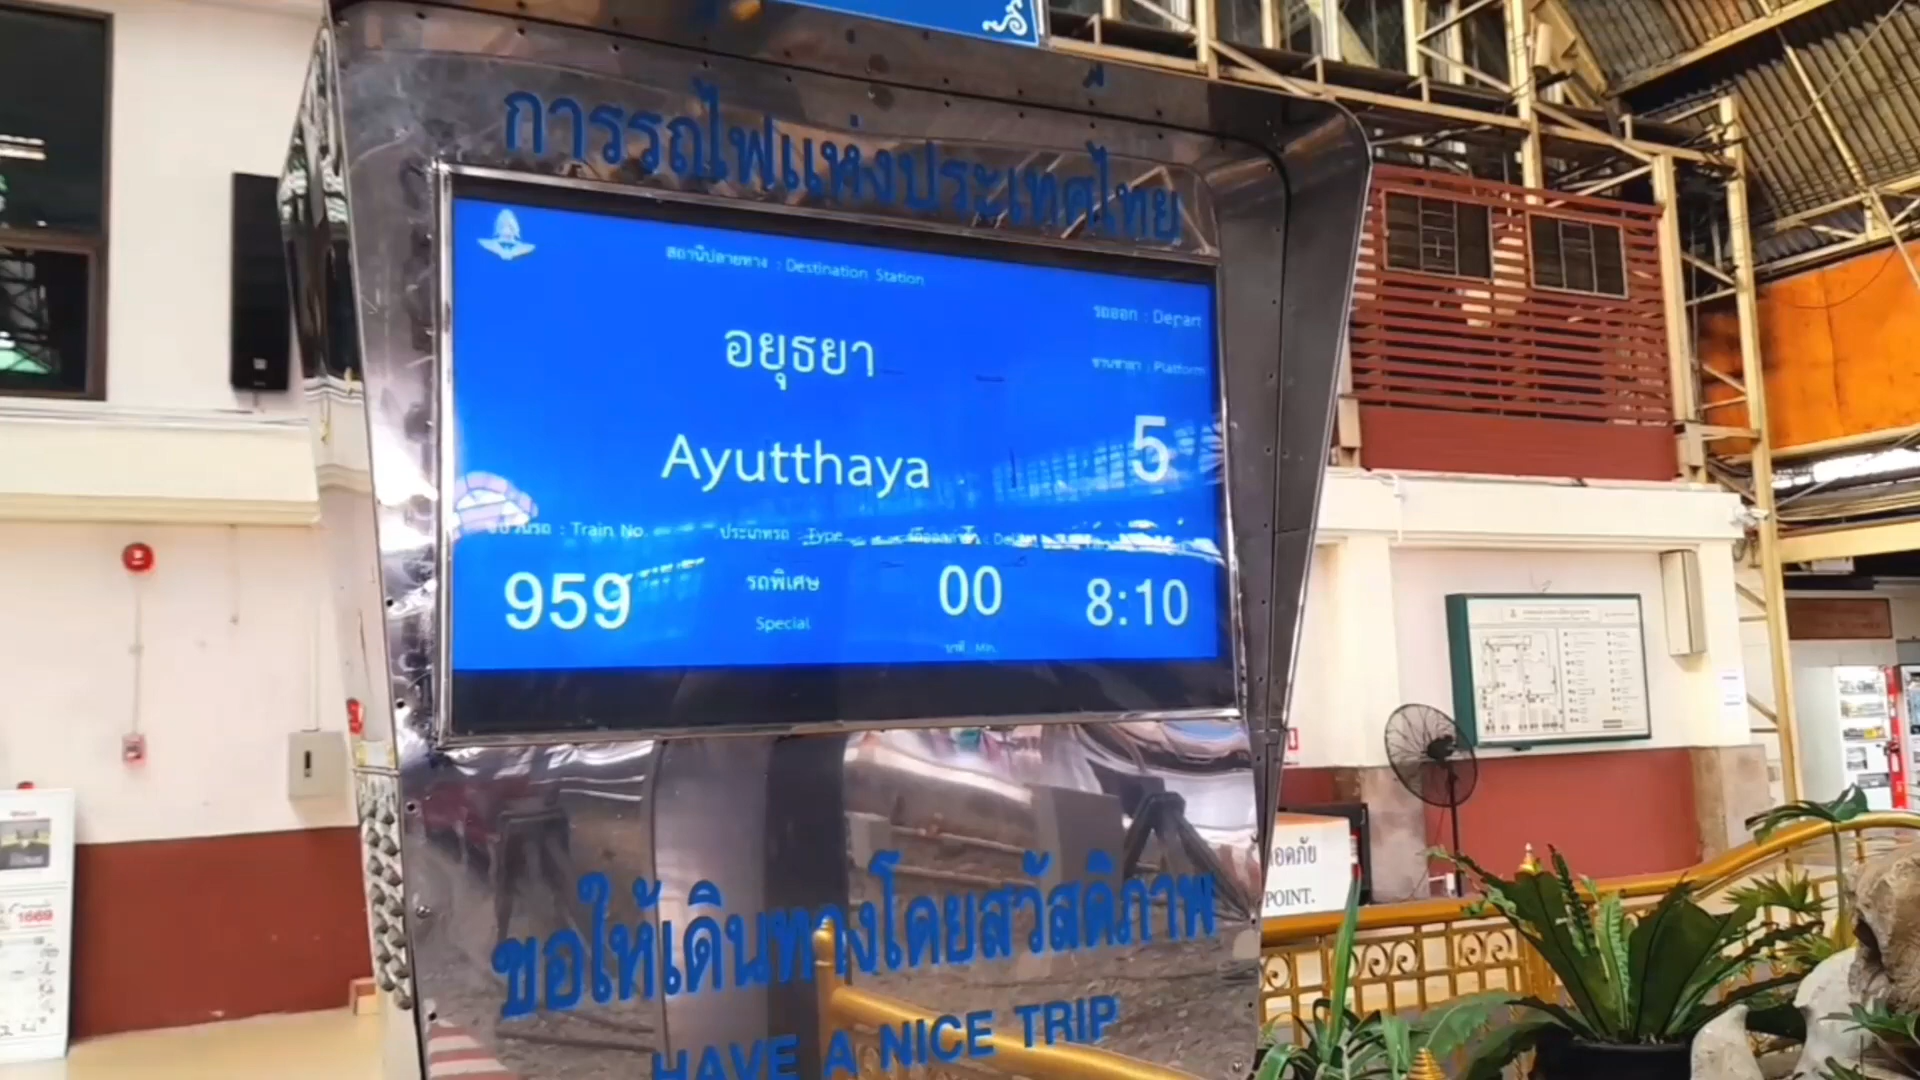 การรถไฟแห่งประเทศไทย
สถานีปลายทาง : Destination Station
รถออก : Depart
อยุธยา
ชานชาลา : Platform
Ayutthaya
5
ขบวนรถ : Train No.
ประเภทรถ : Type
959
รถพิเศษ
Special
00
8:10
นาที : Min.
ขอให้เดินทางโดยสวัสดิภาพ
HAVE A NICE TRIP
POINT.
1669